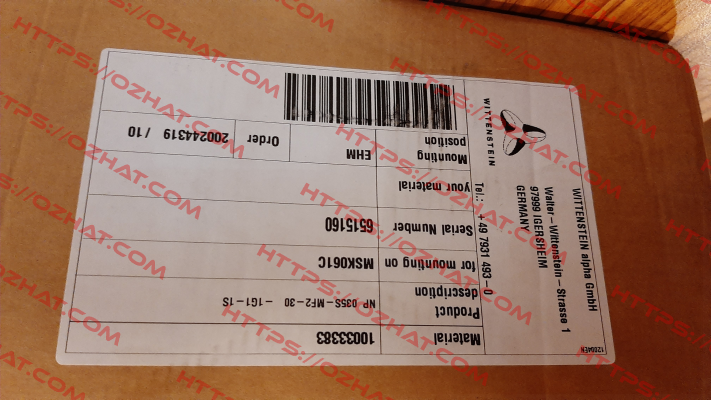 WITTENSTEIN alpha GmbH
Walter-Wittenstein-Strasse 1
97999 IGERSHEIM
GERMANY
WITTENSTEIN
Tel.: +49 7931 493-0
12004EN
Material 100333383
Product description NP 035S-MF2-30 -1G1-1S
for mounting on MSK061C
Serial Number 6515160
your material
Mounting position EHM Order 200244319 / 10
HTTPS://OZHAT.COM